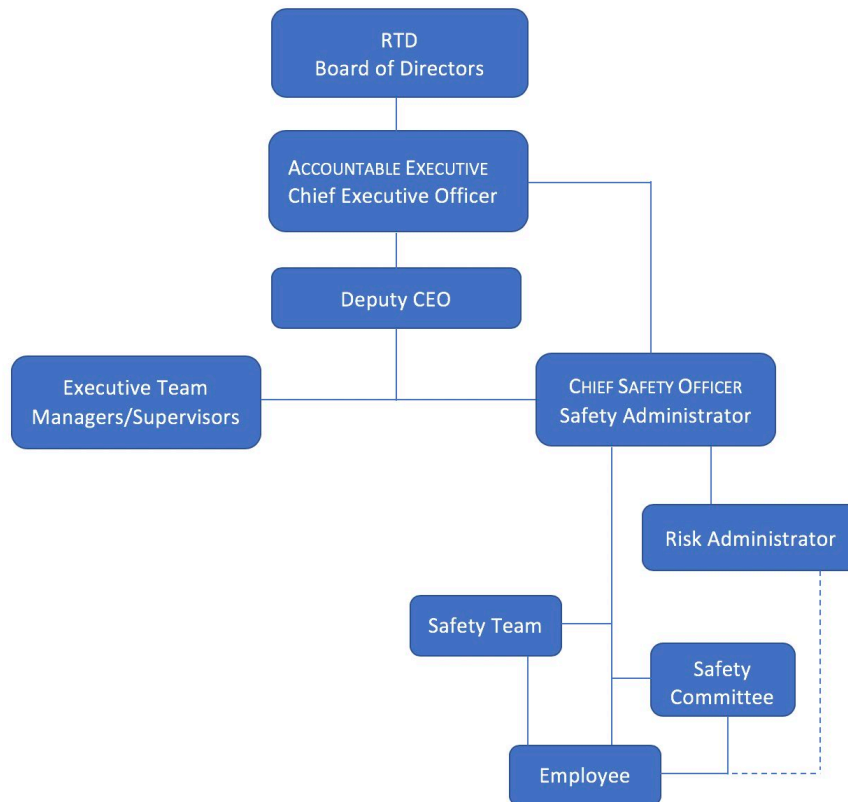 RTD
Board of Directors
ACCOUNTABLE EXECUTIVE
Chief Executive Officer
Deputy CEO
Executive Team
Managers/Supervisors
CHIEF SAFETY OFFICER
Safety Administrator
Risk Administrator
Safety Team
Safety
Committee
Employee